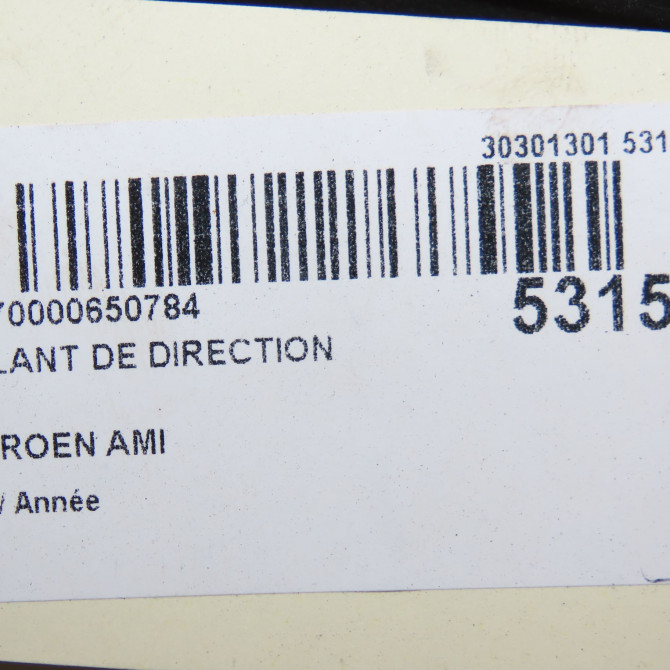 30301301 531
70000650784
5315
LANT DE DIRECTION
ROEN AMI
/ Année